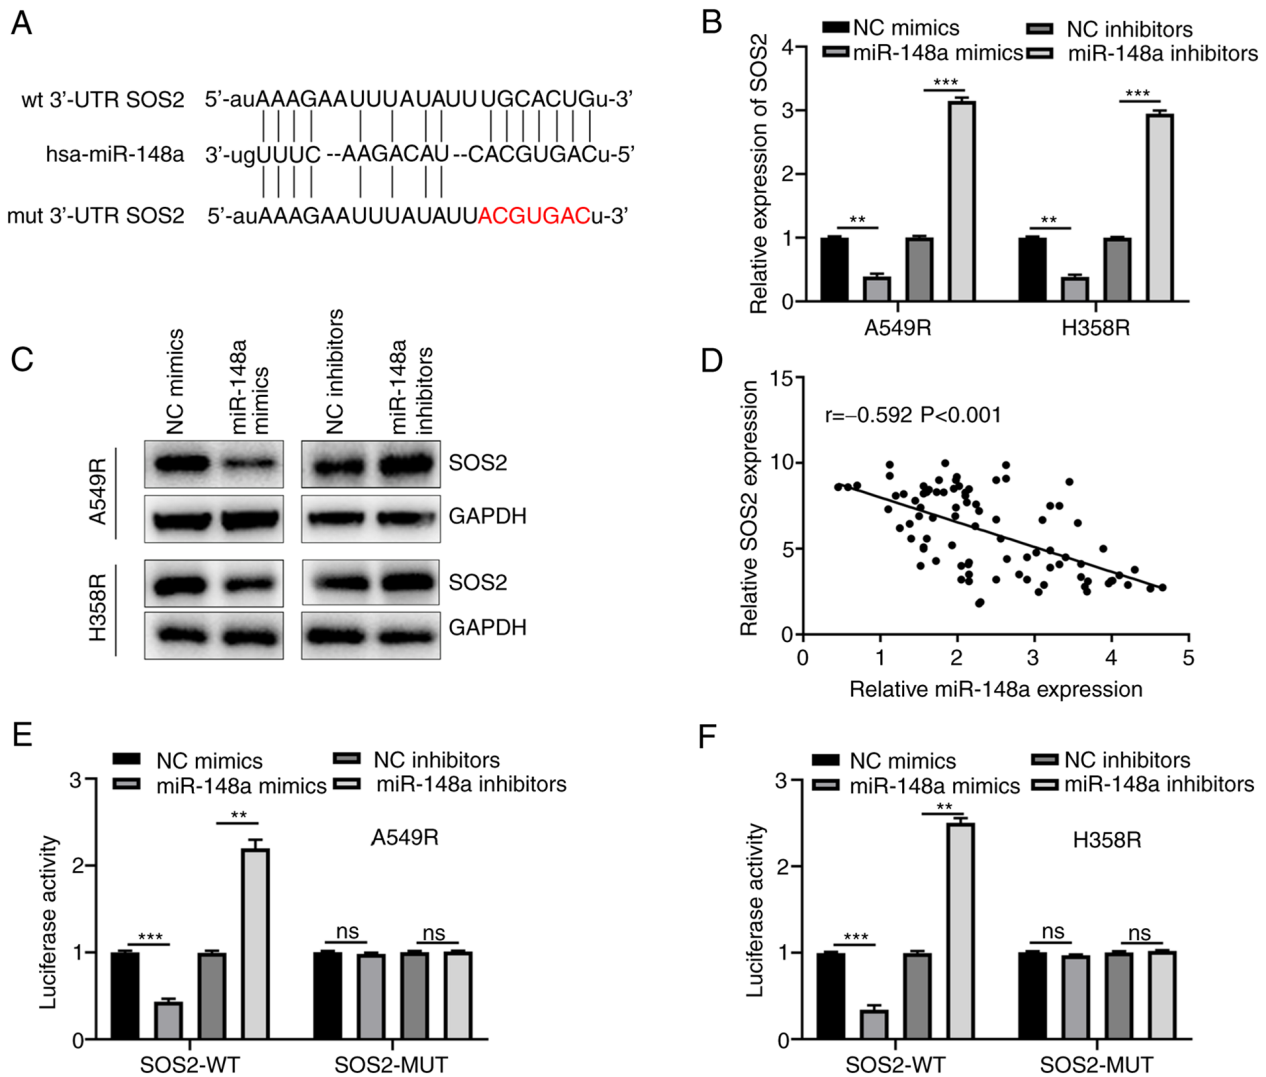 A
wt 3’-UTR SOS2 5’-auAAAGAAUUUAUAUUUGCACUGu-3’
hsa-miR-148a 3’-ugUUUC--AAGACAU--CACGUGACu-5’
mut 3’-UTR SOS2 5’-auAAAGAAUUUAUAUUACGUGACu-3’
B
NC mimics
NC inhibitors
miR-148a mimics
miR-148a inhibitors
Relative expression of SOS2
4
3
2
1
0
**
***
**
***
A549R
H358R
C
NC mimics
miR-148a
mimics
NC inhibitors
miR-148a
inhibitors
A549R
SOS2
GAPDH
H358R
SOS2
GAPDH
D
r=−0.592 P<0.001
Relative SOS2 expression
15
10
5
0
0 1 2 3 4 5
Relative miR-148a expression
E
NC mimics
NC inhibitors
miR-148a mimics
miR-148a inhibitors
A549R
Luciferase activity
3
2
1
0
***
**
ns
ns
SOS2-WT
SOS2-MUT
F
NC mimics
NC inhibitors
miR-148a mimics
miR-148a inhibitors
H358R
Luciferase activity
3
2
1
0
***
**
ns
ns
SOS2-WT
SOS2-MUT